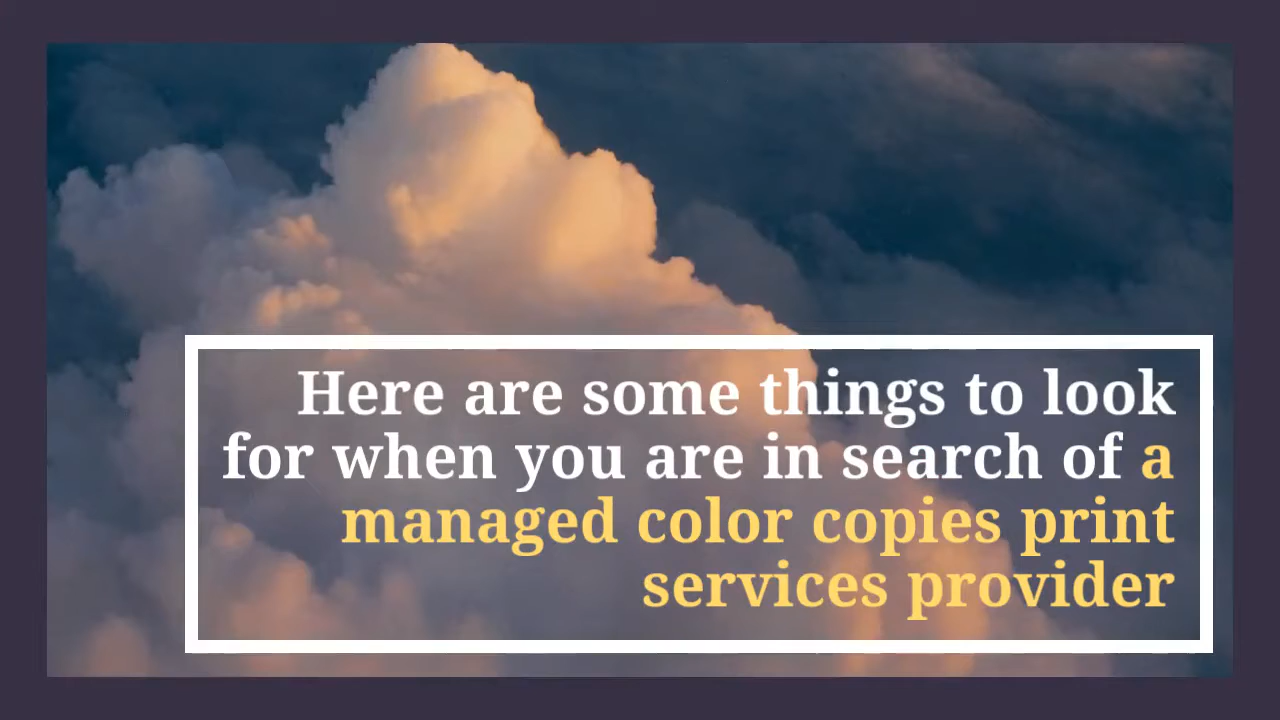 Here are some things to look
for when you are in search of a
managed color copies print
services provider